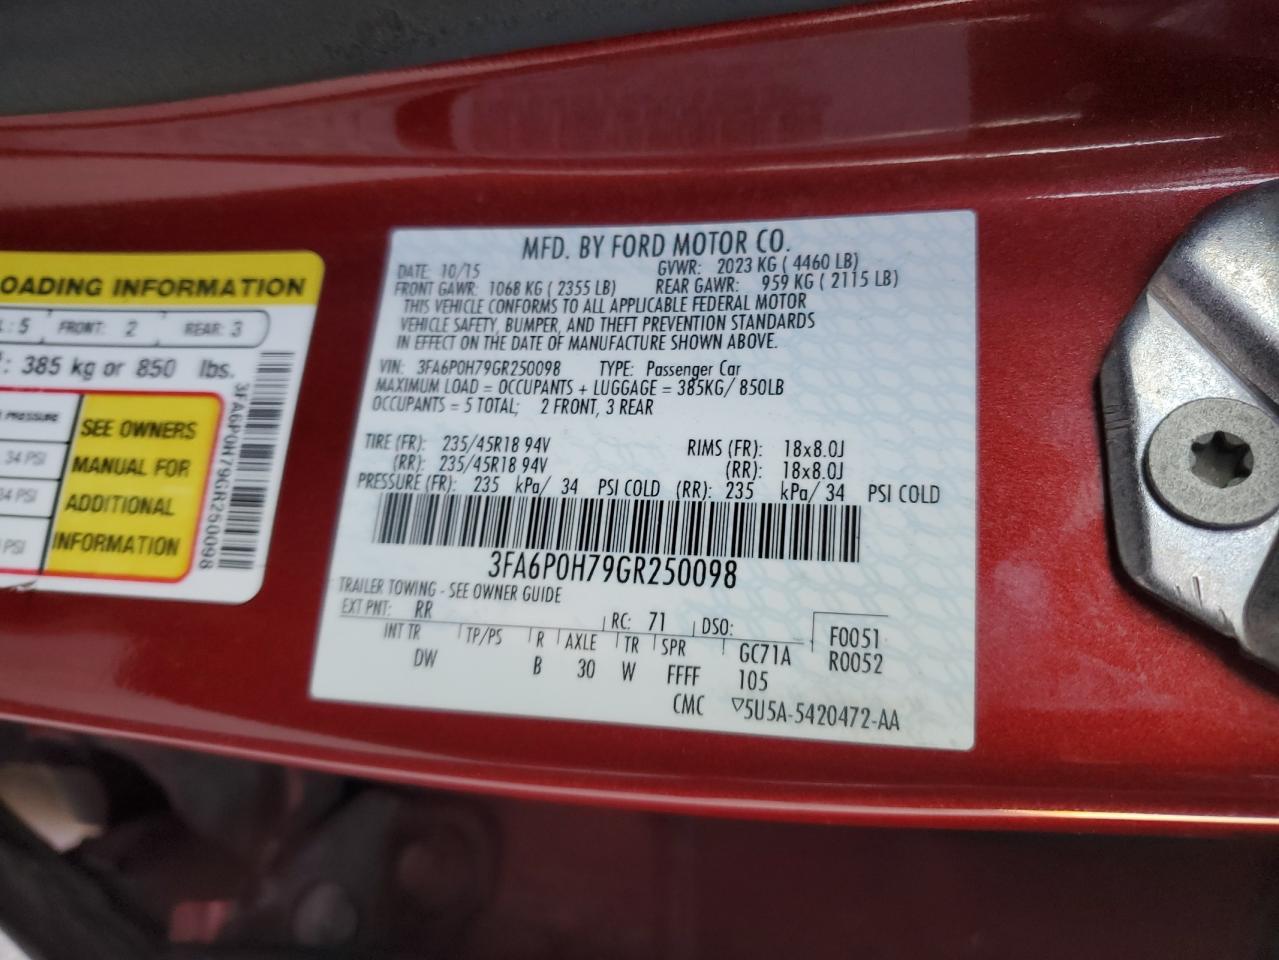 MFD. BY FORD MOTOR CO.
DATE: 10/15 GVWR: 2023 KG ( 4460 LB)
FRONT GAWR: 1068 KG ( 2355 LB) REAR GAWR: 959 KG ( 2115 LB)
THIS VEHICLE CONFORMS TO ALL APPLICABLE FEDERAL MOTOR
VEHICLE SAFETY, BUMPER, AND THEFT PREVENTION STANDARDS
IN EFFECT ON THE DATE OF MANUFACTURE SHOWN ABOVE.
VIN: 3FA6P0H79GR250098 TYPE: Passenger Car
MAXIMUM LOAD = OCCUPANTS + LUGGAGE = 385KG/ 850LB
OCCUPANTS = 5 TOTAL; 2 FRONT, 3 REAR
TIRE (FR): 235/45R18 94V RIMS (FR): 18x8.0J
(RR): 235/45R18 94V (RR): 18x8.0J
PRESSURE (FR): 235 kPa/ 34 PSI COLD (RR): 235 kPa/ 34 PSI COLD
3FA6P0H79GR250098
TRAILER TOWING - SEE OWNER GUIDE
EXT PNT: RR RC: 71 DSO: F0051
INT TR TP/PS R AXLE TR SPR GC71A R0052
DW B 30 W FFFF 105
CMC ▽5U5A-5420472-AA
OADING INFORMATION
: 5 FRONT: 2 REAR: 3
: 385 kg or 850 lbs.
PRESSURE
34 PSI
34 PSI
PSI
SEE OWNERS
MANUAL FOR
ADDITIONAL
INFORMATION
3FA6P0H79GR250098